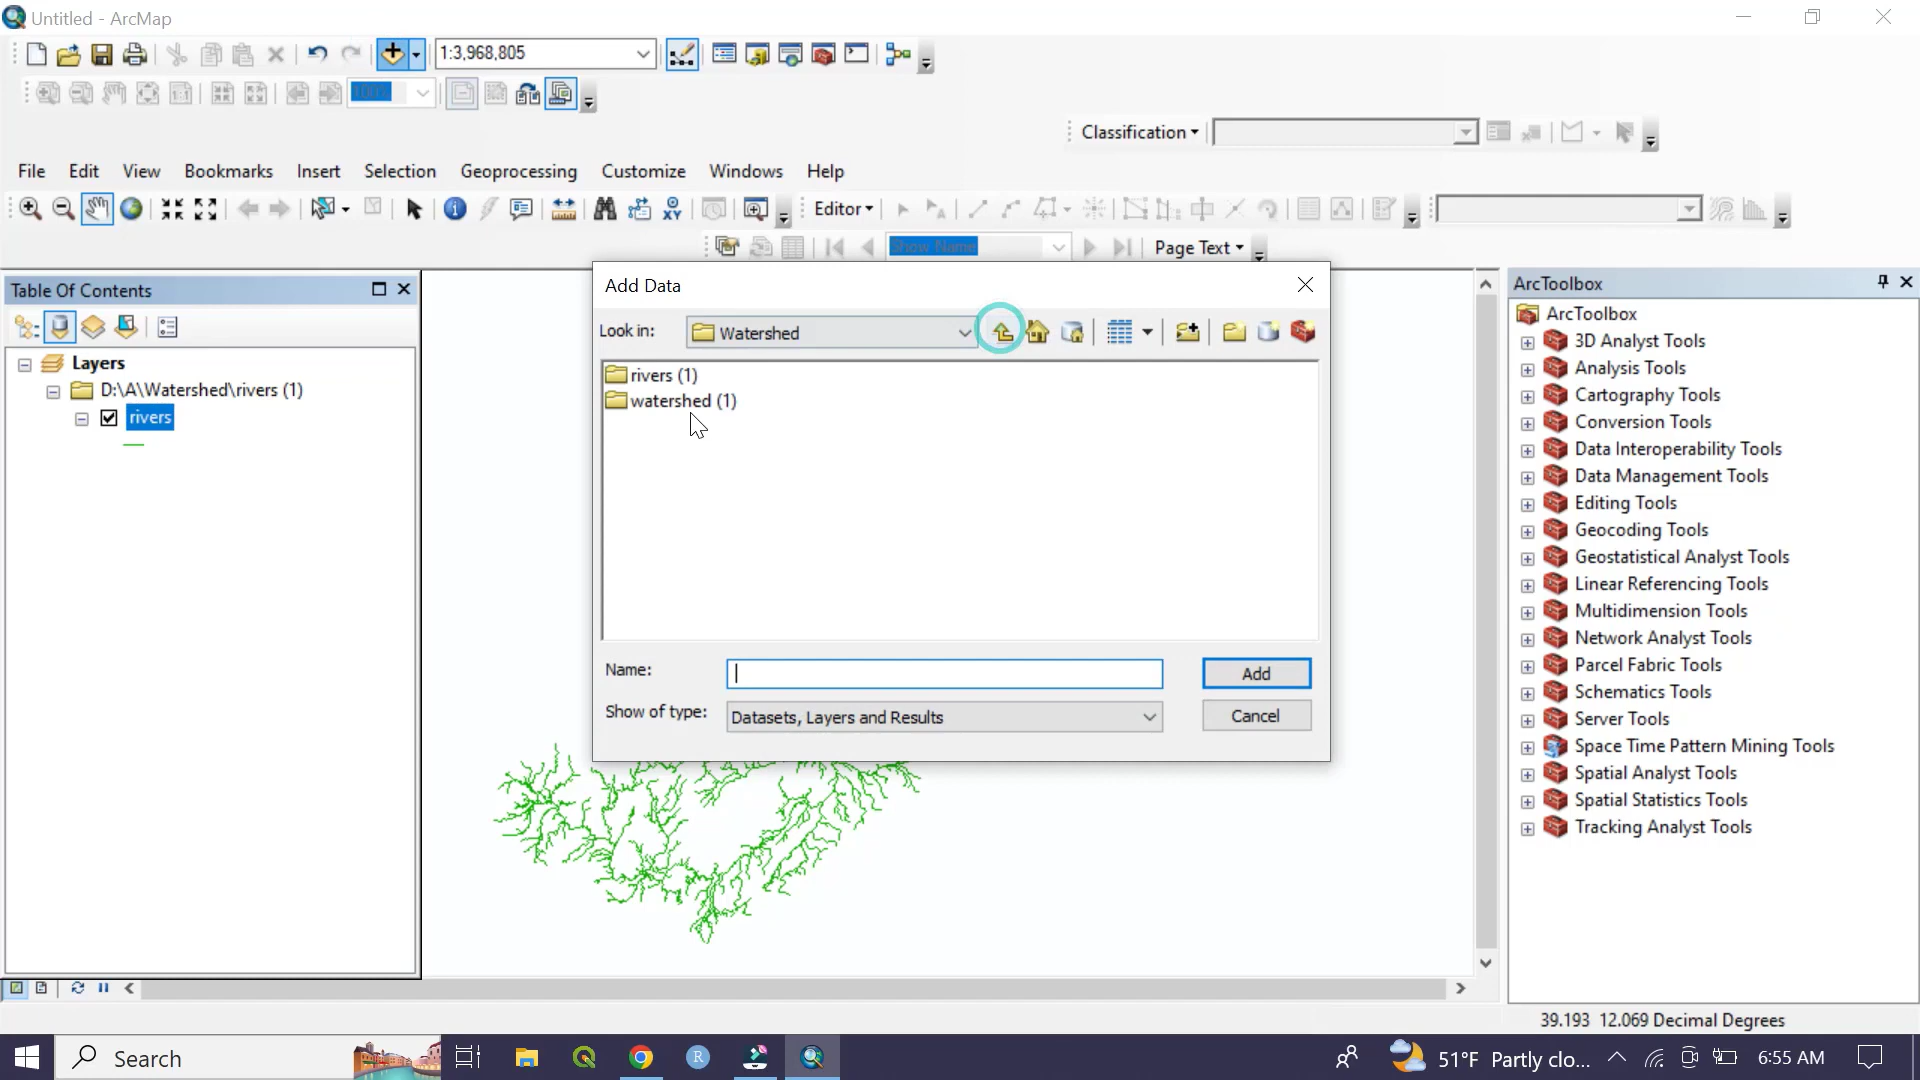 Untitled - ArcMap
1:3,968,805
100%
Classification
File Edit View Bookmarks Insert Selection Geoprocessing Customize Windows Help
Editor
Show Name Page Text
Table Of Contents
Layers
D:\A\Watershed\rivers (1)
rivers
Add Data
Look in: Watershed
rivers (1)
watershed (1)
Name: Add
Show of type: Datasets, Layers and Results Cancel
ArcToolbox
ArcToolbox
3D Analyst Tools
Analysis Tools
Cartography Tools
Conversion Tools
Data Interoperability Tools
Data Management Tools
Editing Tools
Geocoding Tools
Geostatistical Analyst Tools
Linear Referencing Tools
Multidimension Tools
Network Analyst Tools
Parcel Fabric Tools
Schematics Tools
Server Tools
Space Time Pattern Mining Tools
Spatial Analyst Tools
Spatial Statistics Tools
Tracking Analyst Tools
39.193 12.069 Decimal Degrees
Search
51°F Partly clo... 6:55 AM